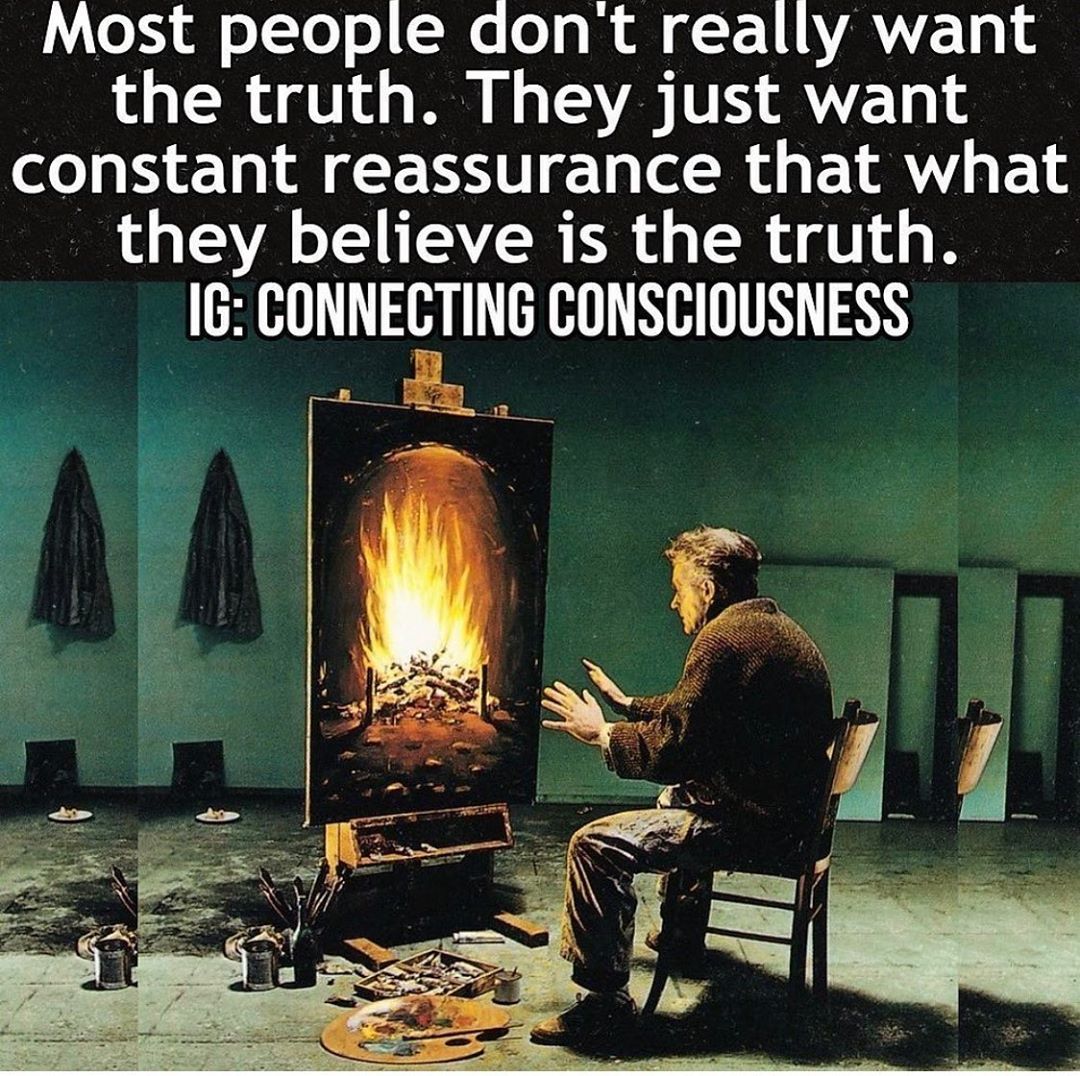 Most people don't really want
the truth. They just want
constant reassurance that what
they believe is the truth.
IG: CONNECTING CONSCIOUSNESS